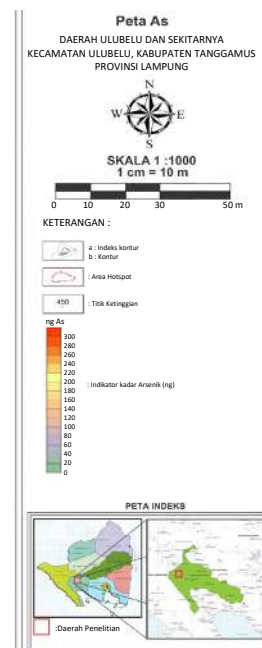 Peta As
DAERAH ULUBELU DAN SEKITARNYA
KECAMATAN ULUBELU, KABUPATEN TANGGAMUS
PROVINSI LAMPUNG
N
W E
S
SKALA 1 :1000
1 cm = 10 m
0 10 20 30 50 m
KETERANGAN :
a : Indeks kontur
b : Kontur
: Area Hotspot
450 : Titik Ketinggian
ng As
300
280
260
240
220
200
180
160
140
120
100
80
60
40
20
0
: Indikator kadar Arsenik (ng)
PETA INDEKS
:Daerah Penelitian